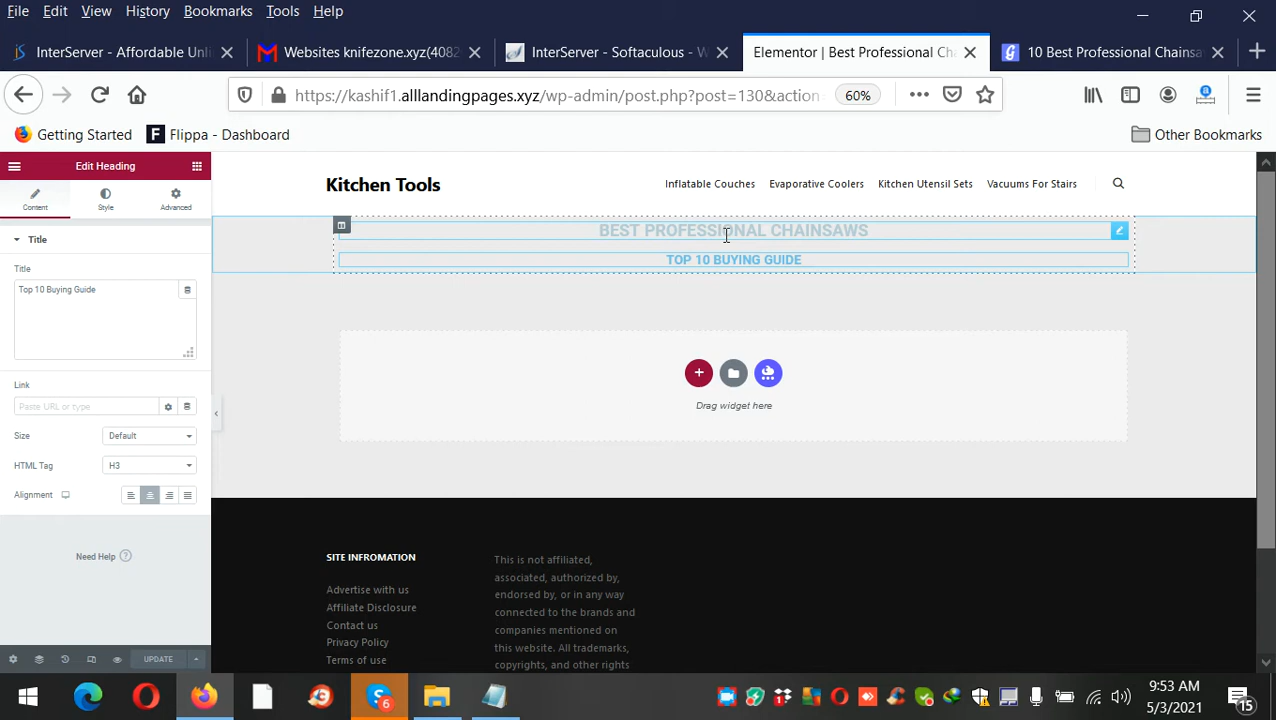 File Edit View History Bookmarks Tools Help
InterServer - Affordable Unli
Websites knifezone.xyz(4082
InterServer - Softaculous - W
Elementor | Best Professional Cha
10 Best Professional Chainsa
https://kashif1.alllandingpages.xyz/wp-admin/post.php?post=130&action
60%
Getting Started
Flippa - Dashboard
Other Bookmarks
Edit Heading
Content
Style
Advanced
Title
Title
Top 10 Buying Guide
Link
Paste URL or type
Size
Default
HTML Tag
H3
Alignment
Need Help
UPDATE
Kitchen Tools
Inflatable Couches
Evaporative Coolers
Kitchen Utensil Sets
Vacuums For Stairs
BEST PROFESSIONAL CHAINSAWS
TOP 10 BUYING GUIDE
Drag widget here
SITE INFROMATION
Advertise with us
Affiliate Disclosure
Contact us
Privacy Policy
Terms of use
This is not affiliated,
associated, authorized by,
endorsed by, or in any way
connected to the brands and
companies mentioned on
this website. All trademarks,
copyrights, and other rights
6
9:53 AM
5/3/2021
15